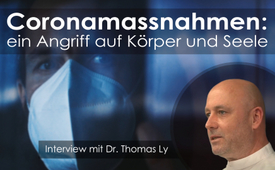 Coronamassnahmen:
ein Angriff auf Körper und Seele
Interview mit Dr. Thomas Ly